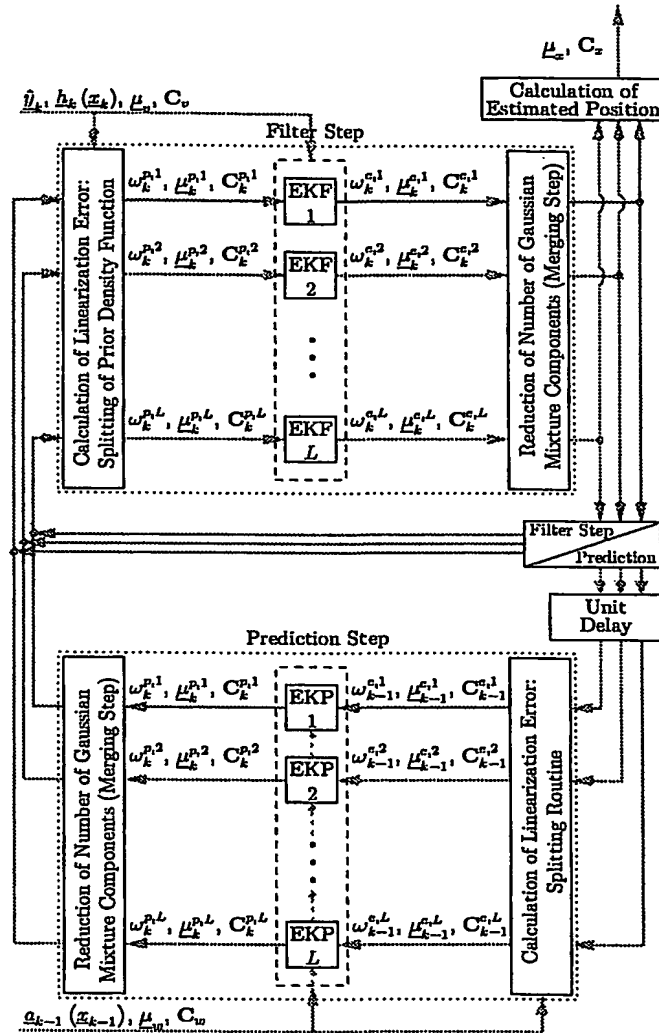 μ_x, C_x
Calculation of
Estimated Position
ŷ_k, h_k (x_k), μ_v, C_v
Filter Step
Calculation of Linearization Error:
Splitting of Prior Density Function
ω_k^{p,1}, μ_k^{p,1}, C_k^{p,1}
EKF
1
ω_k^{e,1}, μ_k^{e,1}, C_k^{e,1}
ω_k^{p,2}, μ_k^{p,2}, C_k^{p,2}
EKF
2
ω_k^{e,2}, μ_k^{e,2}, C_k^{e,2}
ω_k^{p,L}, μ_k^{p,L}, C_k^{p,L}
EKF
L
ω_k^{e,L}, μ_k^{e,L}, C_k^{e,L}
Reduction of Number of Gaussian
Mixture Components (Merging Step)
Filter Step
Prediction
Unit
Delay
Prediction Step
Reduction of Number of Gaussian
Mixture Components (Merging Step)
ω_k^{p,1}, μ_k^{p,1}, C_k^{p,1}
EKP
1
ω_{k-1}^{e,1}, μ_{k-1}^{e,1}, C_{k-1}^{e,1}
ω_k^{p,2}, μ_k^{p,2}, C_k^{p,2}
EKP
2
ω_{k-1}^{e,2}, μ_{k-1}^{e,2}, C_{k-1}^{e,2}
ω_k^{p,L}, μ_k^{p,L}, C_k^{p,L}
EKP
L
ω_{k-1}^{e,L}, μ_{k-1}^{e,L}, C_{k-1}^{e,L}
Calculation of Linearization Error:
Splitting Routine
a_{k-1} (x_{k-1}), μ_w, C_w